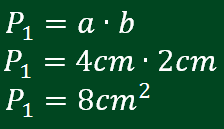 P₁ = a · b
P₁ = 4cm · 2cm
P₁ = 8cm²